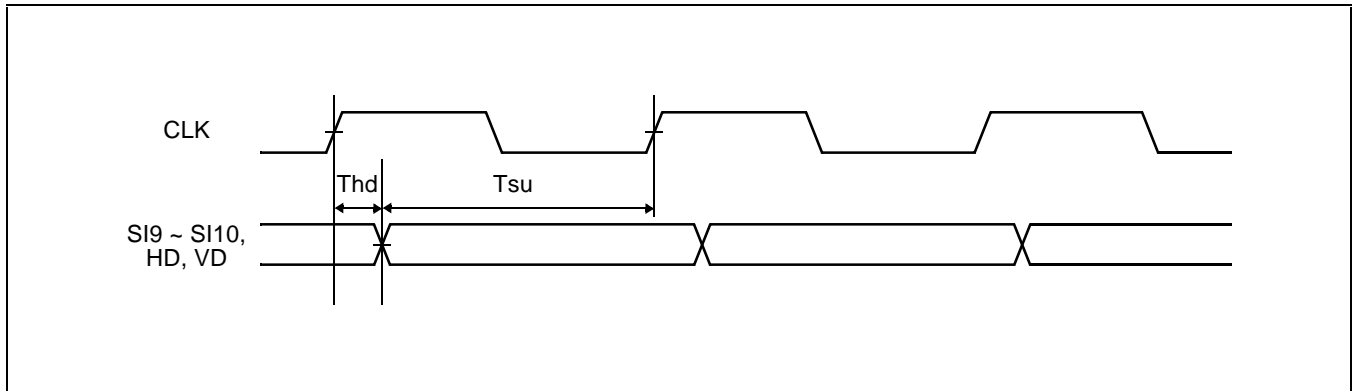 CLK
Thd
Tsu
SI9 ~ SI10,
HD, VD